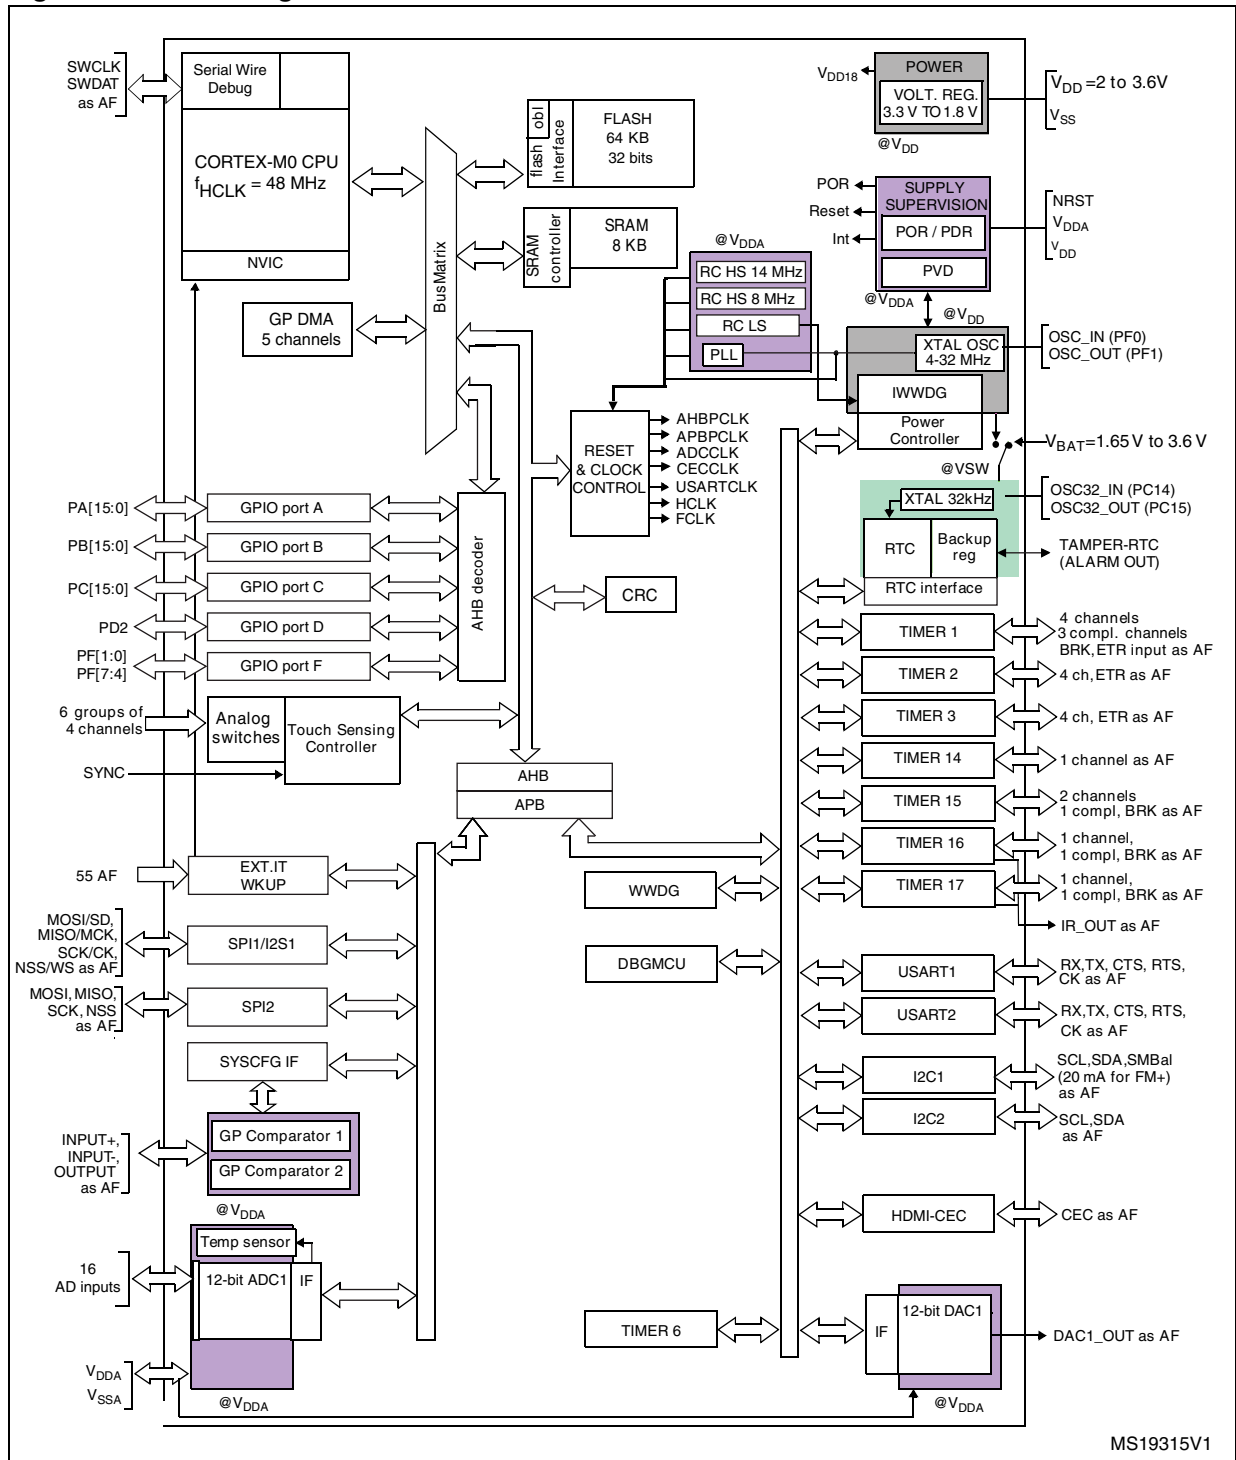 SWCLK
SWDAT
as AF
Serial Wire
Debug
CORTEX-M0 CPU
fHCLK = 48 MHz
NVIC
GP DMA
5 channels
BusMatrix
obl
flash
Interface
FLASH
64 KB
32 bits
SRAM
controller
SRAM
8 KB
VDD18
POWER
VOLT. REG.
3.3 V TO 1.8 V
@VDD
VDD =2 to 3.6V
VSS
POR
Reset
Int
SUPPLY
SUPERVISION
POR / PDR
PVD
@VDDA
@VDD
NRST
VDDA
VDD
@VDDA
RC HS 14 MHz
RC HS 8 MHz
RC LS
PLL
XTAL OSC
4-32 MHz
OSC_IN (PF0)
OSC_OUT (PF1)
IWWDG
Power
Controller
VBAT=1.65 V to 3.6 V
@VSW
RESET
& CLOCK
CONTROL
AHBPCLK
APBPCLK
ADCCLK
CECCLK
USARTCLK
HCLK
FCLK
XTAL 32kHz
OSC32_IN (PC14)
OSC32_OUT (PC15)
RTC
Backup
reg
RTC interface
TAMPER-RTC
(ALARM OUT)
PA[15:0]
GPIO port A
PB[15:0]
GPIO port B
PC[15:0]
GPIO port C
PD2
GPIO port D
PF[1:0]
PF[7:4]
GPIO port F
AHB decoder
CRC
6 groups of
4 channels
Analog
switches
Touch Sensing
Controller
SYNC
AHB
APB
TIMER 1
4 channels
3 compl. channels
BRK,ETR input as AF
TIMER 2
4 ch,ETR as AF
TIMER 3
4 ch, ETR as AF
TIMER 14
1 channel as AF
TIMER 15
2 channels
1 compl, BRK as AF
TIMER 16
1 channel,
1 compl, BRK as AF
TIMER 17
1 channel,
1 compl, BRK as AF
IR_OUT as AF
55 AF
EXT.IT
WKUP
WWDG
MOSI/SD,
MISO/MCK,
SCK/CK,
NSS/WS as AF
SPI1/I2S1
DBGMCU
USART1
RX,TX, CTS, RTS,
CK as AF
MOSI, MISO,
SCK, NSS
as AF
SPI2
USART2
RX,TX, CTS, RTS,
CK as AF
SYSCFG IF
I2C1
SCL,SDA,SMBal
(20 mA for FM+)
as AF
I2C2
SCL,SDA
as AF
INPUT+,
INPUT-,
OUTPUT
as AF
GP Comparator 1
GP Comparator 2
@VDDA
HDMI-CEC
CEC as AF
Temp sensor
16
AD inputs
12-bit ADC1
IF
TIMER 6
IF
12-bit DAC1
DAC1_OUT as AF
VDDA
VSSA
@VDDA
@VDDA
MS19315V1